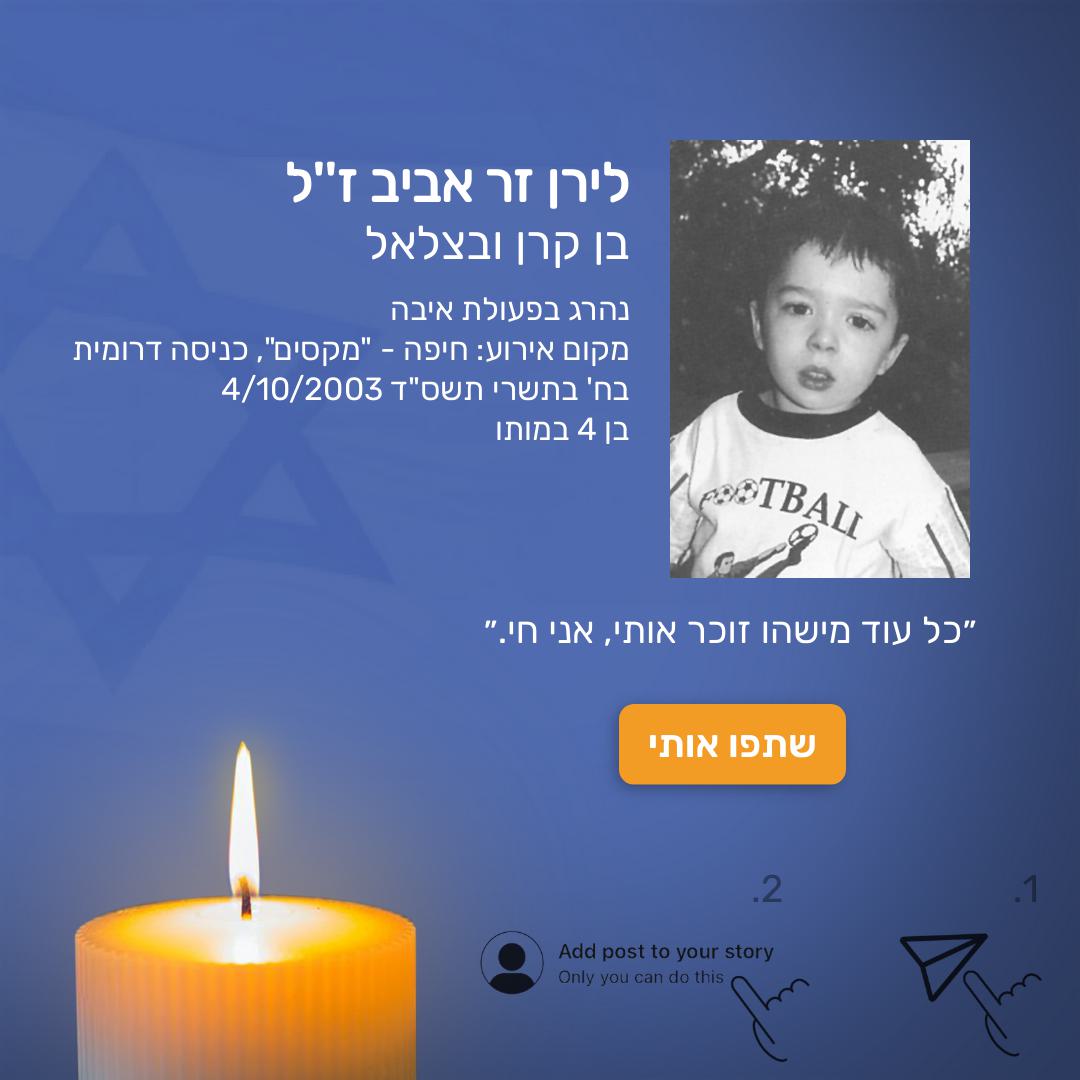 לירן זר אביב ז"ל
בן קרן ובצלאל
נהרג בפעולת איבה
מקום אירוע: חיפה - "מקסים", כניסה דרומית
בח' בתשרי תשס"ד 4/10/2003
בן 4 במותו
FOOTBALL
״כל עוד מישהו זוכר אותי, אני חי.״
שתפו אותי
.1
.2
Add post to your story
Only you can do this